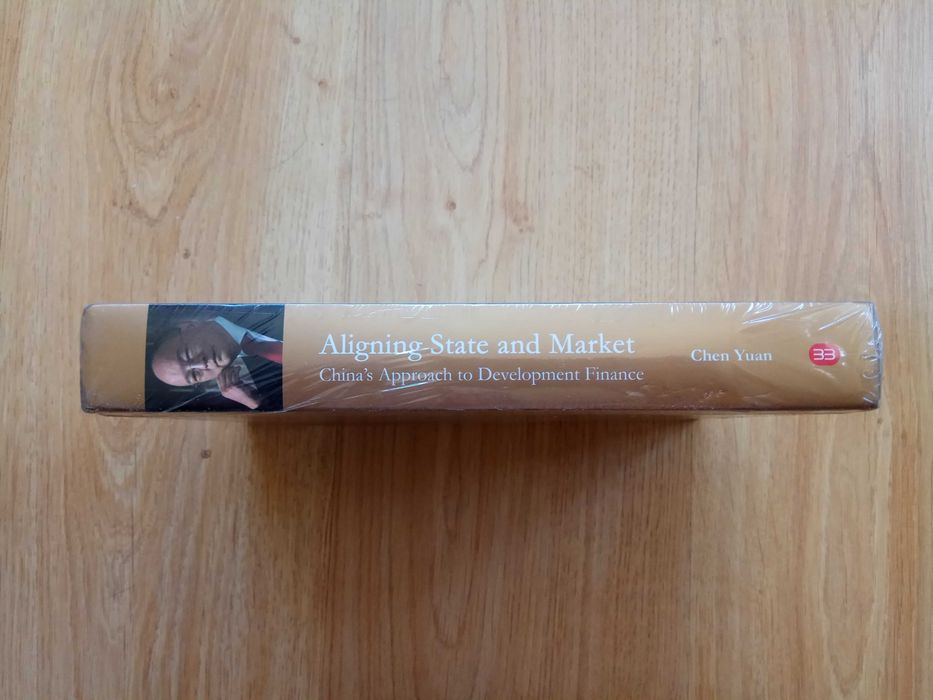 Aligning State and Market
China's Approach to Development Finance
Chen Yuan